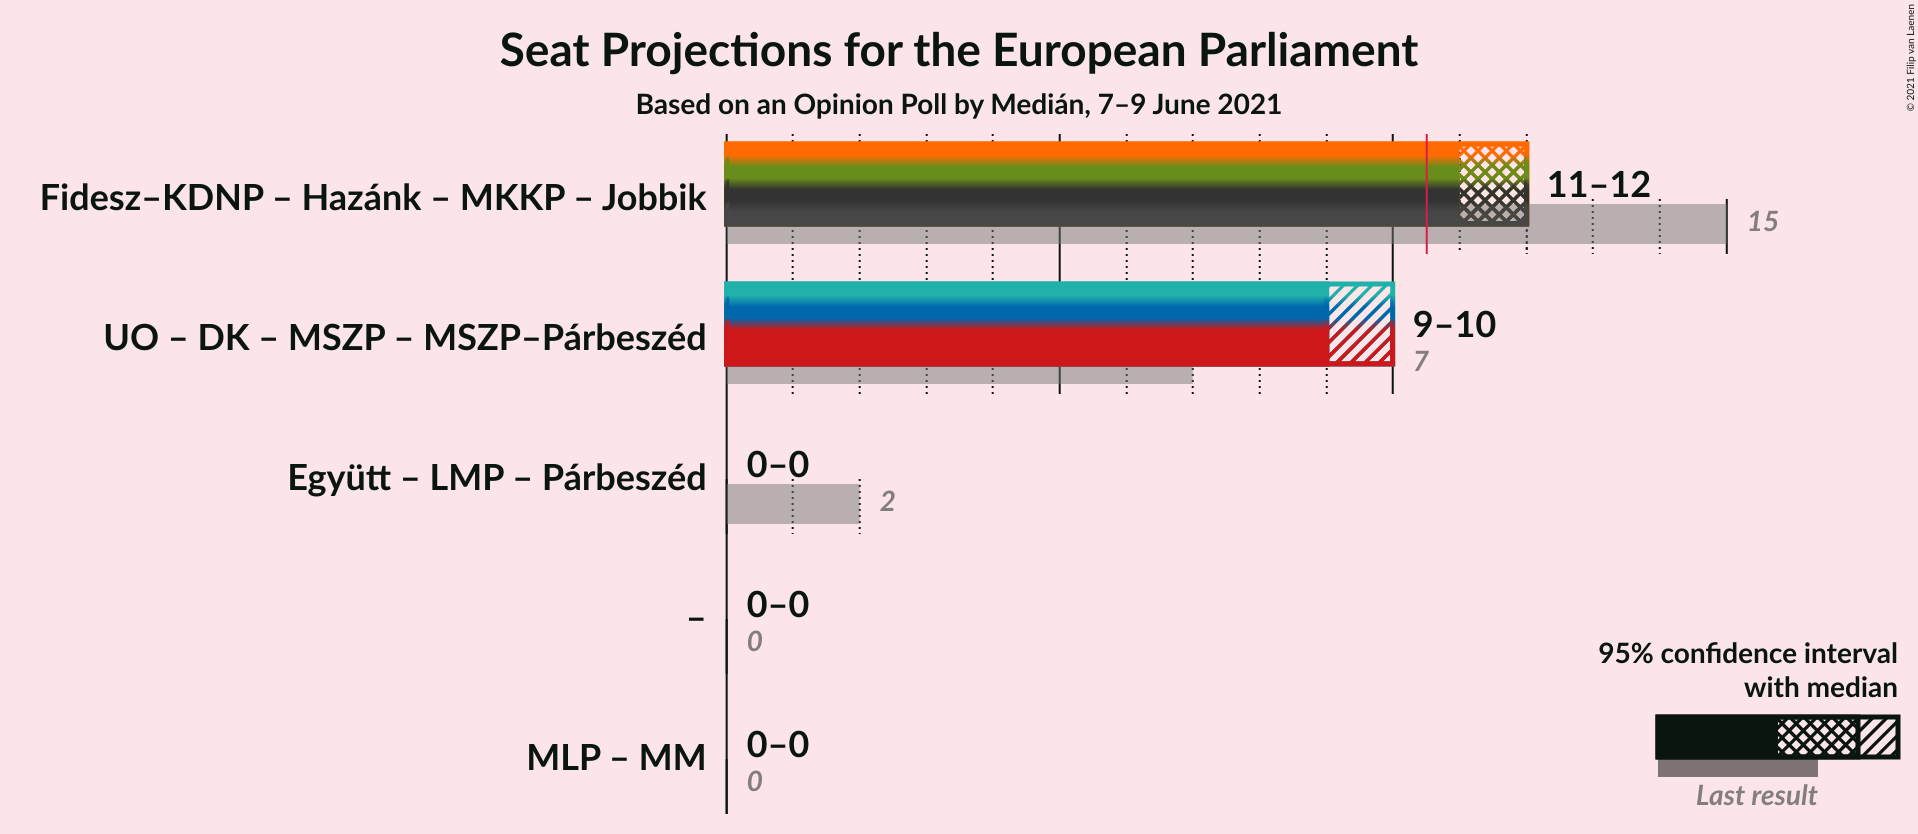 Seat Projections for the European Parliament
Based on an Opinion Poll by Medián, 7–9 June 2021
© 2021 Filip van Laenen
Fidesz–KDNP – Hazánk – MKKP – Jobbik
11–12
15
UO – DK – MSZP – MSZP–Párbeszéd
9–10
7
Együtt – LMP – Párbeszéd
0–0
2
–
0–0
0
MLP – MM
0–0
0
95% confidence interval
with median
Last result